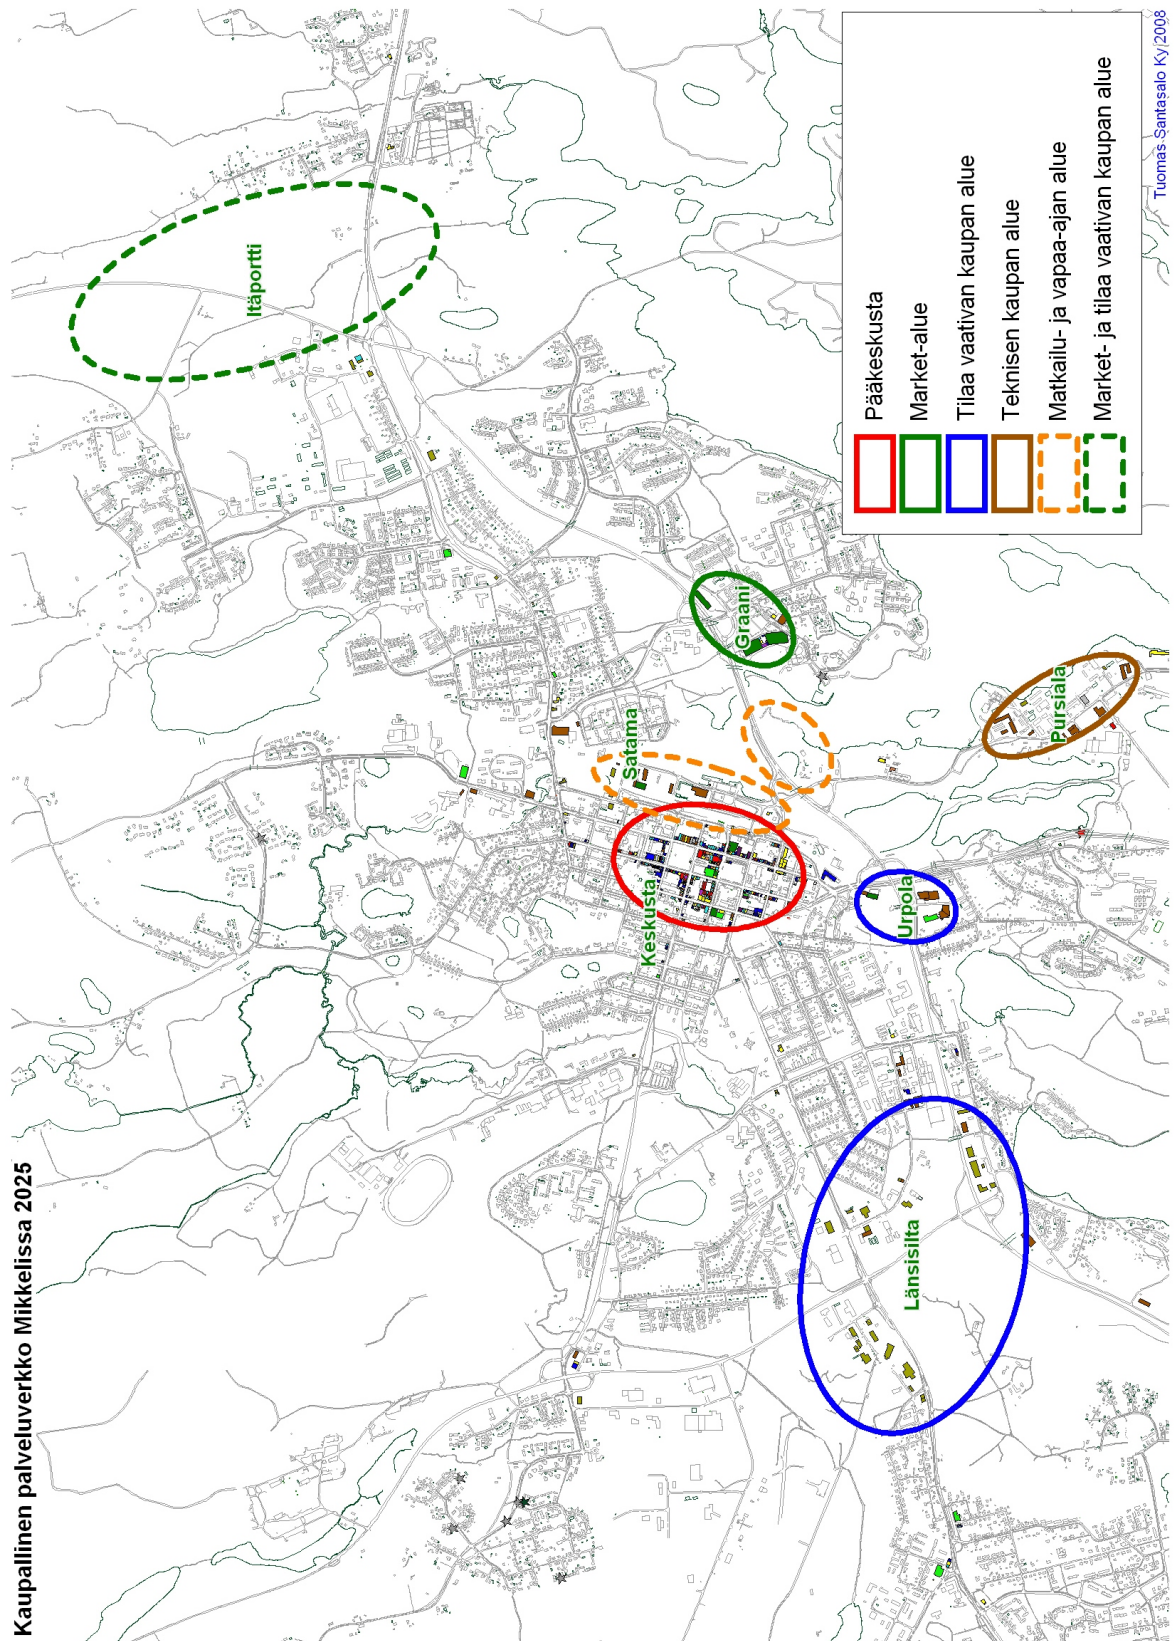 Kaupallinen palveluverkko Mikkelissa 2025
Itäportti
Satama
Graani
Keskusta
Pursiala
Urpola
Länsisilta
Pääkeskusta
Market-alue
Tilaa vaativan kaupan alue
Teknisen kaupan alue
Matkailu- ja vapaa-ajan alue
Market- ja tilaa vaativan kaupan alue
Tuomas Santasalo Ky 2008